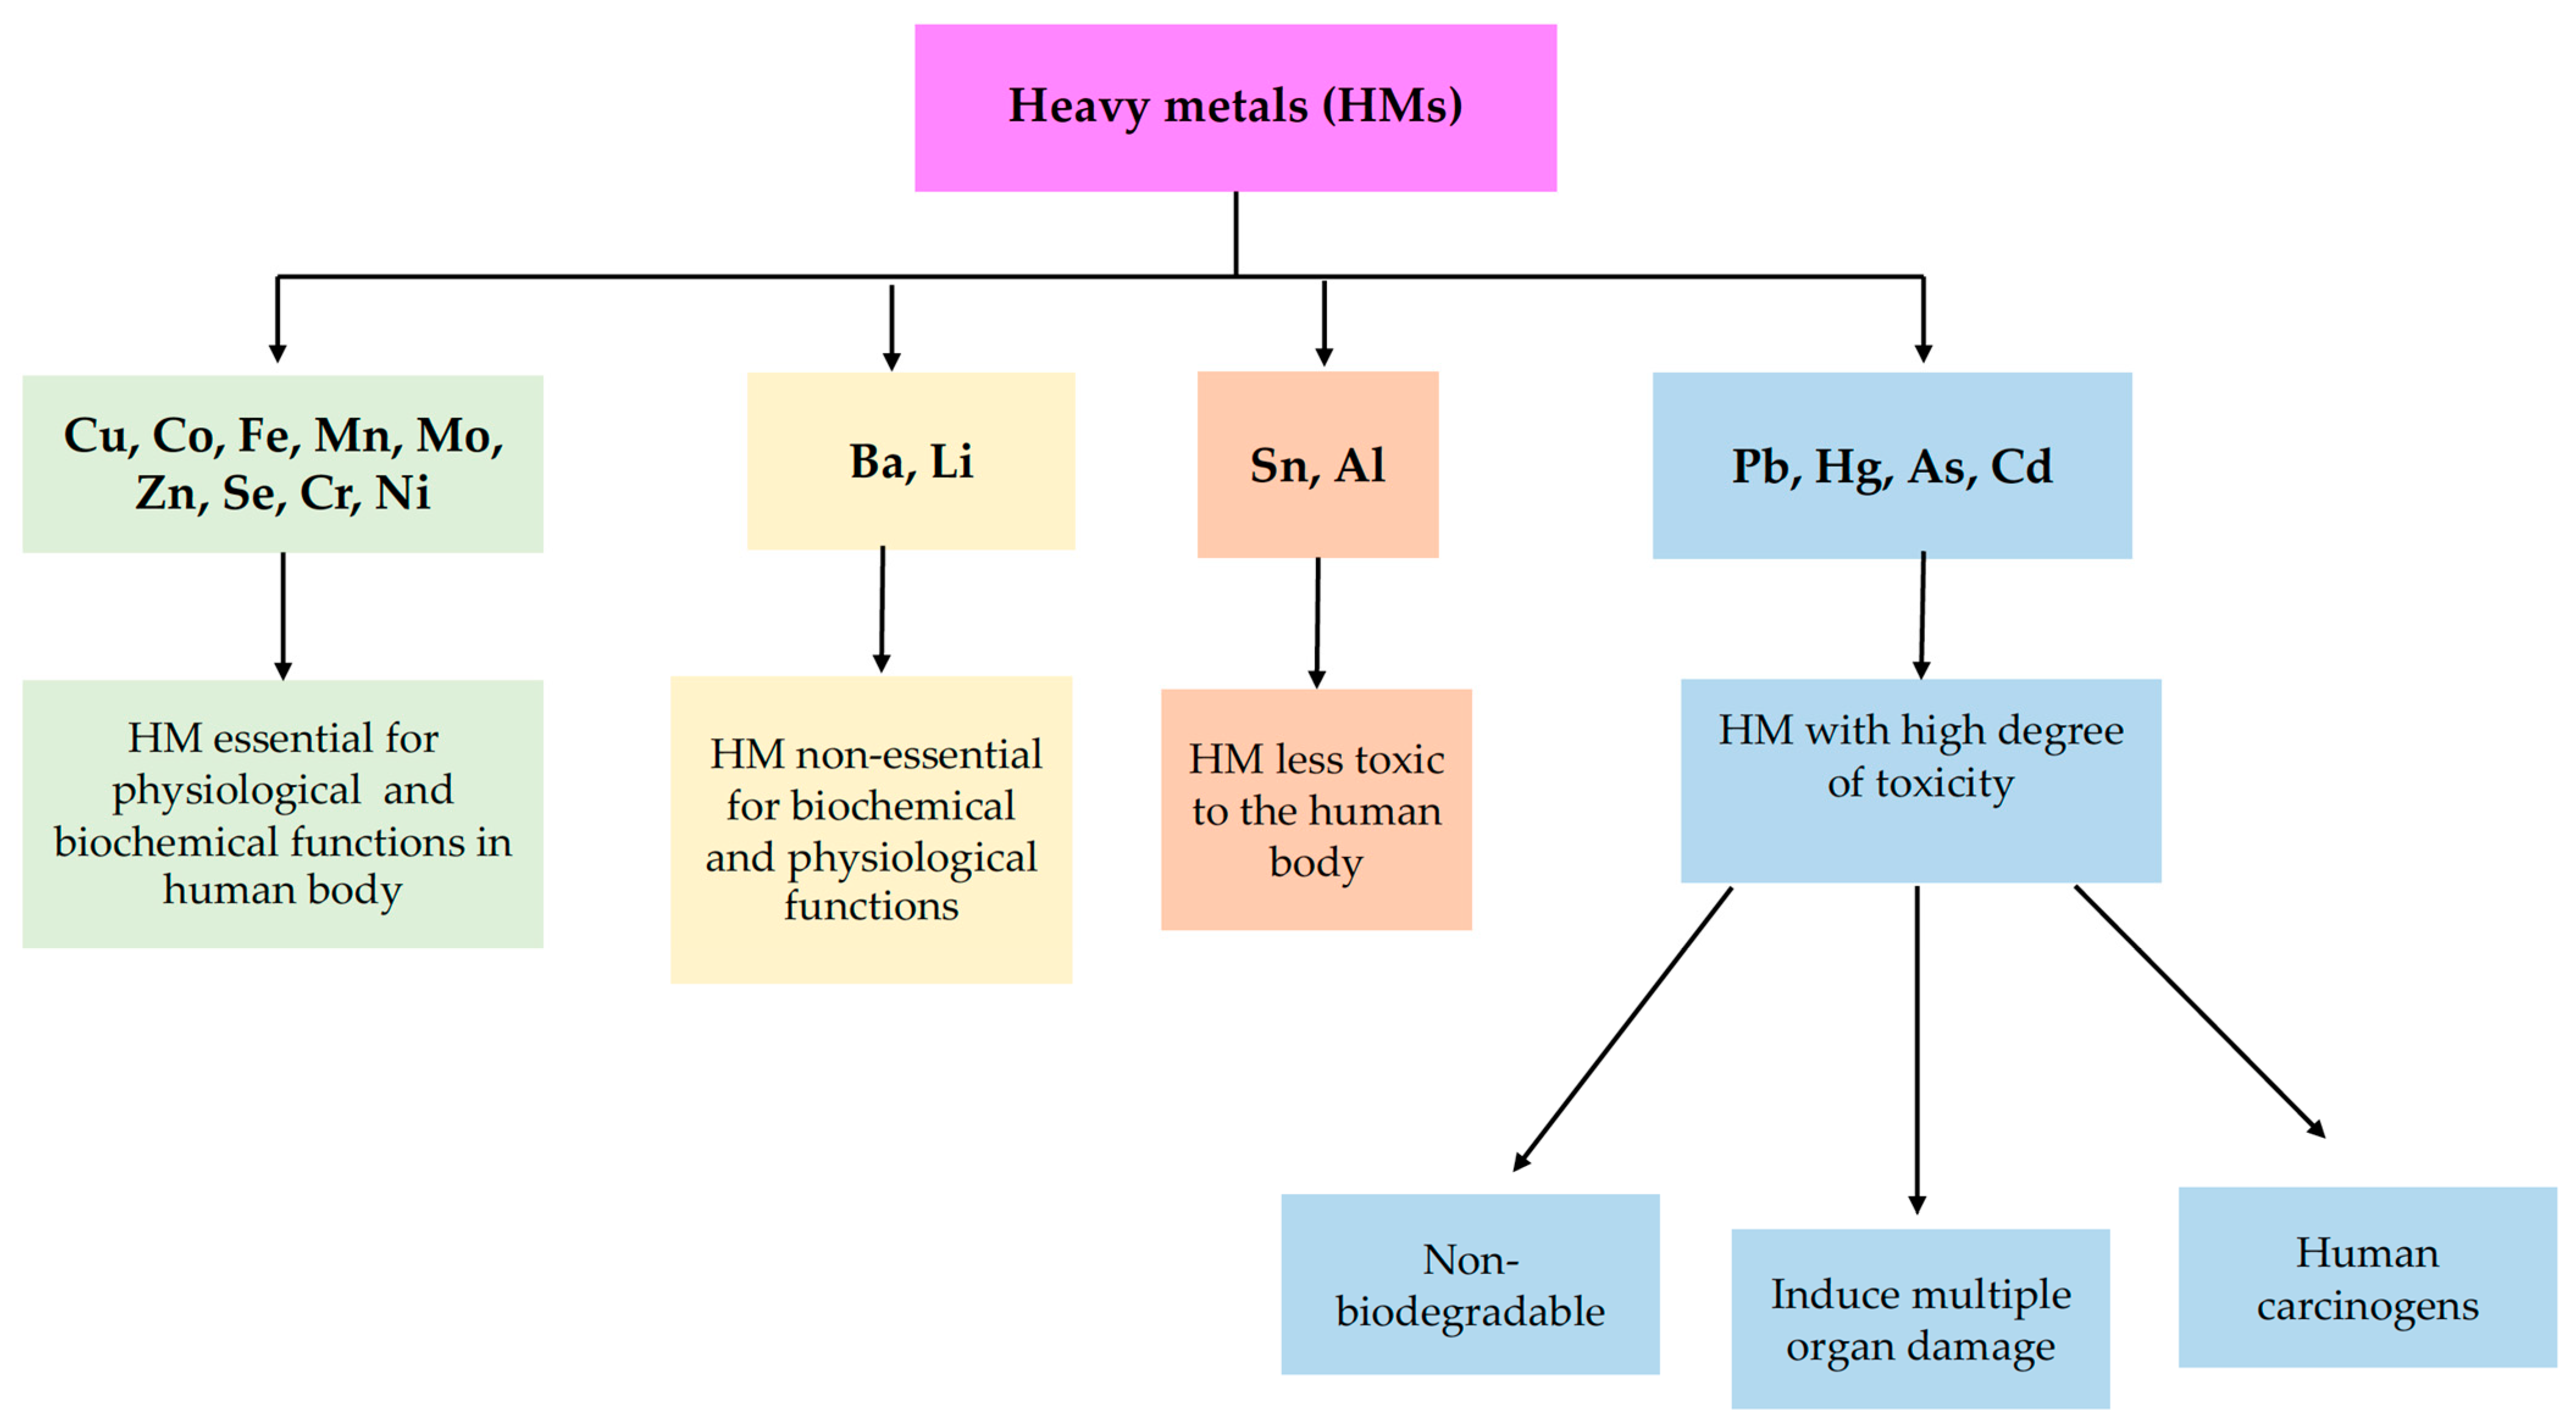 Heavy metals (HMs)
Cu, Co, Fe, Mn, Mo,
Zn, Se, Cr, Ni
Ba, Li
Sn, Al
Pb, Hg, As, Cd
HM essential for
physiological and
biochemical functions in
human body
HM non-essential
for biochemical
and physiological
functions
HM less toxic
to the human
body
HM with high degree
of toxicity
Non-
biodegradable
Induce multiple
organ damage
Human
carcinogens